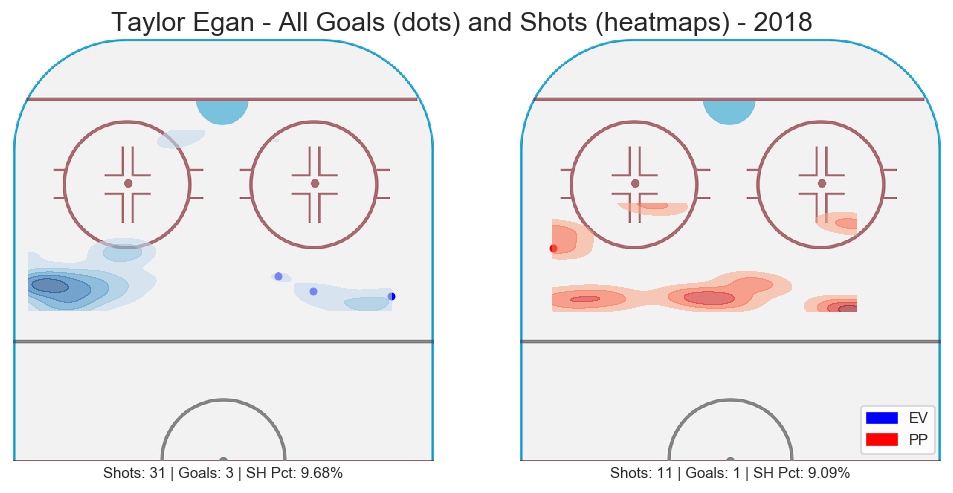 Taylor Egan - All Goals (dots) and Shots (heatmaps) - 2018
EV
PP
Shots: 31 | Goals: 3 | SH Pct: 9.68%
Shots: 11 | Goals: 1 | SH Pct: 9.09%